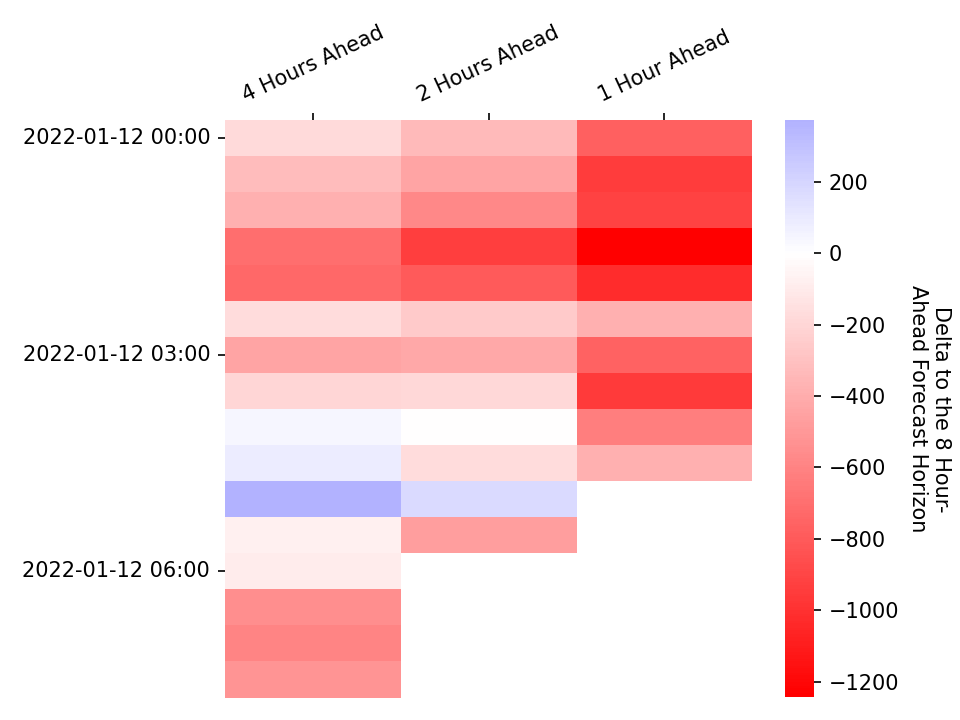 4 Hours Ahead
2 Hours Ahead
1 Hour Ahead
2022-01-12 00:00
2022-01-12 03:00
2022-01-12 06:00
200
0
−200
−400
−600
−800
−1000
−1200
Delta to the 8 Hour-
Ahead Forecast Horizon